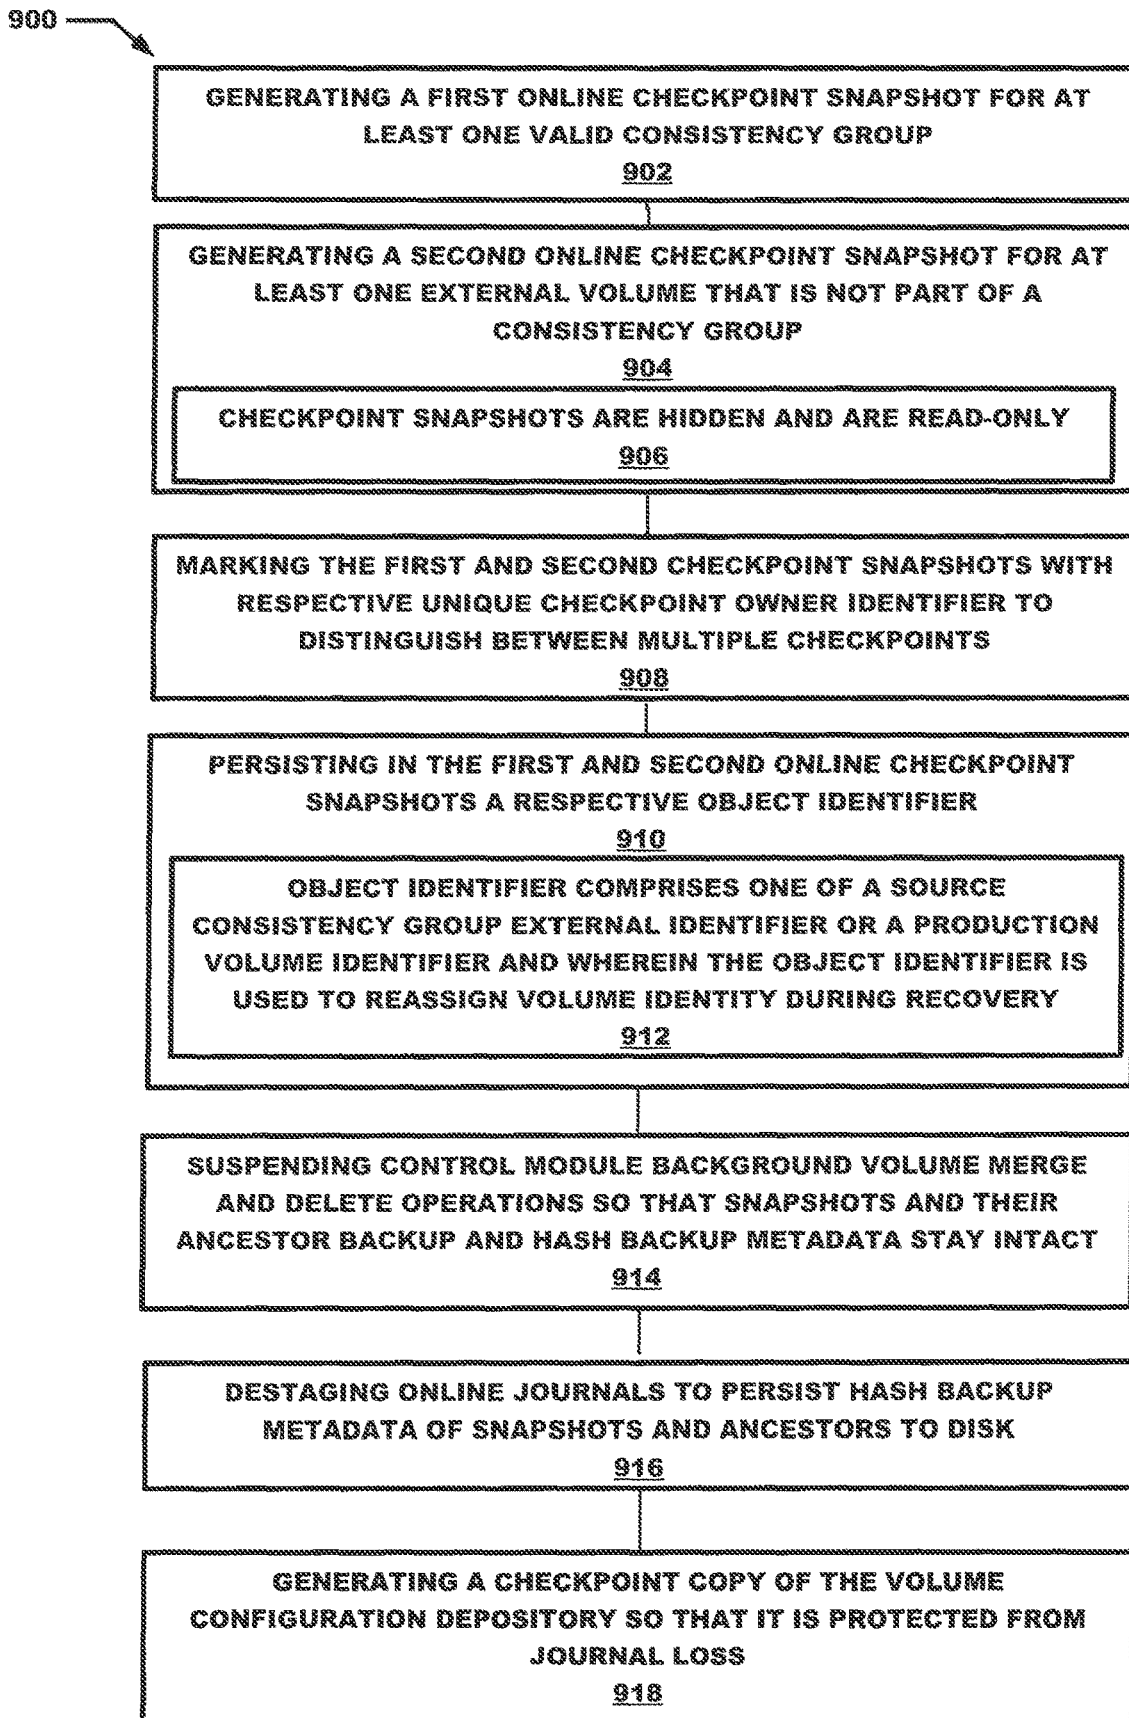 900
GENERATING A FIRST ONLINE CHECKPOINT SNAPSHOT FOR AT
LEAST ONE VALID CONSISTENCY GROUP
902
GENERATING A SECOND ONLINE CHECKPOINT SNAPSHOT FOR AT
LEAST ONE EXTERNAL VOLUME THAT IS NOT PART OF A
CONSISTENCY GROUP
904
CHECKPOINT SNAPSHOTS ARE HIDDEN AND ARE READ-ONLY
906
MARKING THE FIRST AND SECOND CHECKPOINT SNAPSHOTS WITH
RESPECTIVE UNIQUE CHECKPOINT OWNER IDENTIFIER TO
DISTINGUISH BETWEEN MULTIPLE CHECKPOINTS
908
PERSISTING IN THE FIRST AND SECOND ONLINE CHECKPOINT
SNAPSHOTS A RESPECTIVE OBJECT IDENTIFIER
910
OBJECT IDENTIFIER COMPRISES ONE OF A SOURCE
CONSISTENCY GROUP EXTERNAL IDENTIFIER OR A PRODUCTION
VOLUME IDENTIFIER AND WHEREIN THE OBJECT IDENTIFIER IS
USED TO REASSIGN VOLUME IDENTITY DURING RECOVERY
912
SUSPENDING CONTROL MODULE BACKGROUND VOLUME MERGE
AND DELETE OPERATIONS SO THAT SNAPSHOTS AND THEIR
ANCESTOR BACKUP AND HASH BACKUP METADATA STAY INTACT
914
DESTAGING ONLINE JOURNALS TO PERSIST HASH BACKUP
METADATA OF SNAPSHOTS AND ANCESTORS TO DISK
916
GENERATING A CHECKPOINT COPY OF THE VOLUME
CONFIGURATION DEPOSITORY SO THAT IT IS PROTECTED FROM
JOURNAL LOSS
918